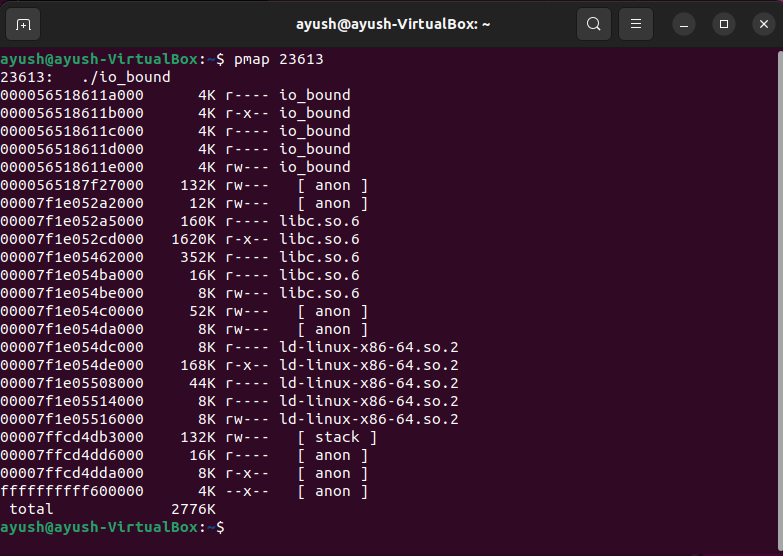 ayush@ayush-VirtualBox: ~
ayush@ayush-VirtualBox:~$ pmap 23613
23613:   ./io_bound
000056518611a000      4K r---- io_bound
000056518611b000      4K r-x-- io_bound
000056518611c000      4K r---- io_bound
000056518611d000      4K r---- io_bound
000056518611e000      4K rw--- io_bound
0000565187f27000    132K rw---   [ anon ]
00007f1e052a2000     12K rw---   [ anon ]
00007f1e052a5000    160K r---- libc.so.6
00007f1e052cd000   1620K r-x-- libc.so.6
00007f1e05462000    352K r---- libc.so.6
00007f1e054ba000     16K r---- libc.so.6
00007f1e054be000      8K rw--- libc.so.6
00007f1e054c0000     52K rw---   [ anon ]
00007f1e054da000      8K rw---   [ anon ]
00007f1e054dc000      8K r---- ld-linux-x86-64.so.2
00007f1e054de000    168K r-x-- ld-linux-x86-64.so.2
00007f1e05508000     44K r---- ld-linux-x86-64.so.2
00007f1e05514000      8K r---- ld-linux-x86-64.so.2
00007f1e05516000      8K rw--- ld-linux-x86-64.so.2
00007ffcd4db3000    132K rw---   [ stack ]
00007ffcd4dd6000     16K r----   [ anon ]
00007ffcd4dda000      8K r-x--   [ anon ]
ffffffffff600000      4K --x--   [ anon ]
 total             2776K
ayush@ayush-VirtualBox:~$